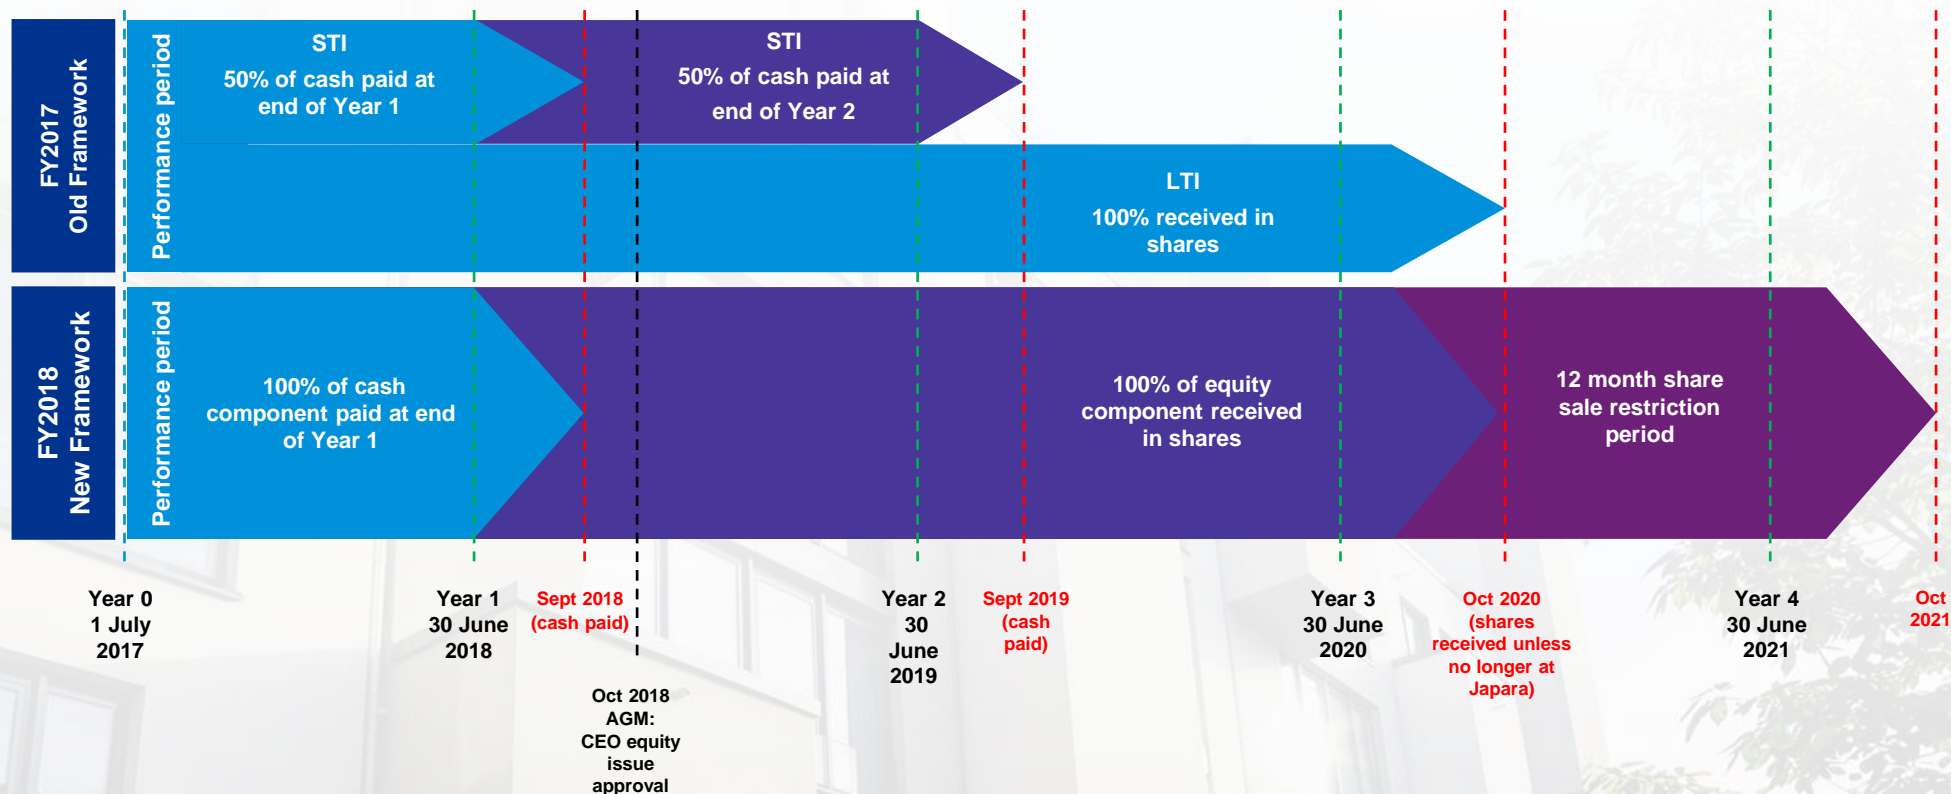 FY2017
Old Framework
Performance period
STI
50% of cash paid at
end of Year 1
STI
50% of cash paid at
end of Year 2
LTI
100% received in
shares
FY2018
New Framework
Performance period
100% of cash
component paid at end
of Year 1
100% of equity
component received
in shares
12 month share
sale restriction
period
Year 0
1 July
2017
Year 1
30 June
2018
Sept 2018
(cash paid)
Oct 2018
AGM:
CEO equity
issue
approval
Year 2
30
June
2019
Sept 2019
(cash
paid)
Year 3
30 June
2020
Oct 2020
(shares
received unless
no longer at
Japara)
Year 4
30 June
2021
Oct
2021